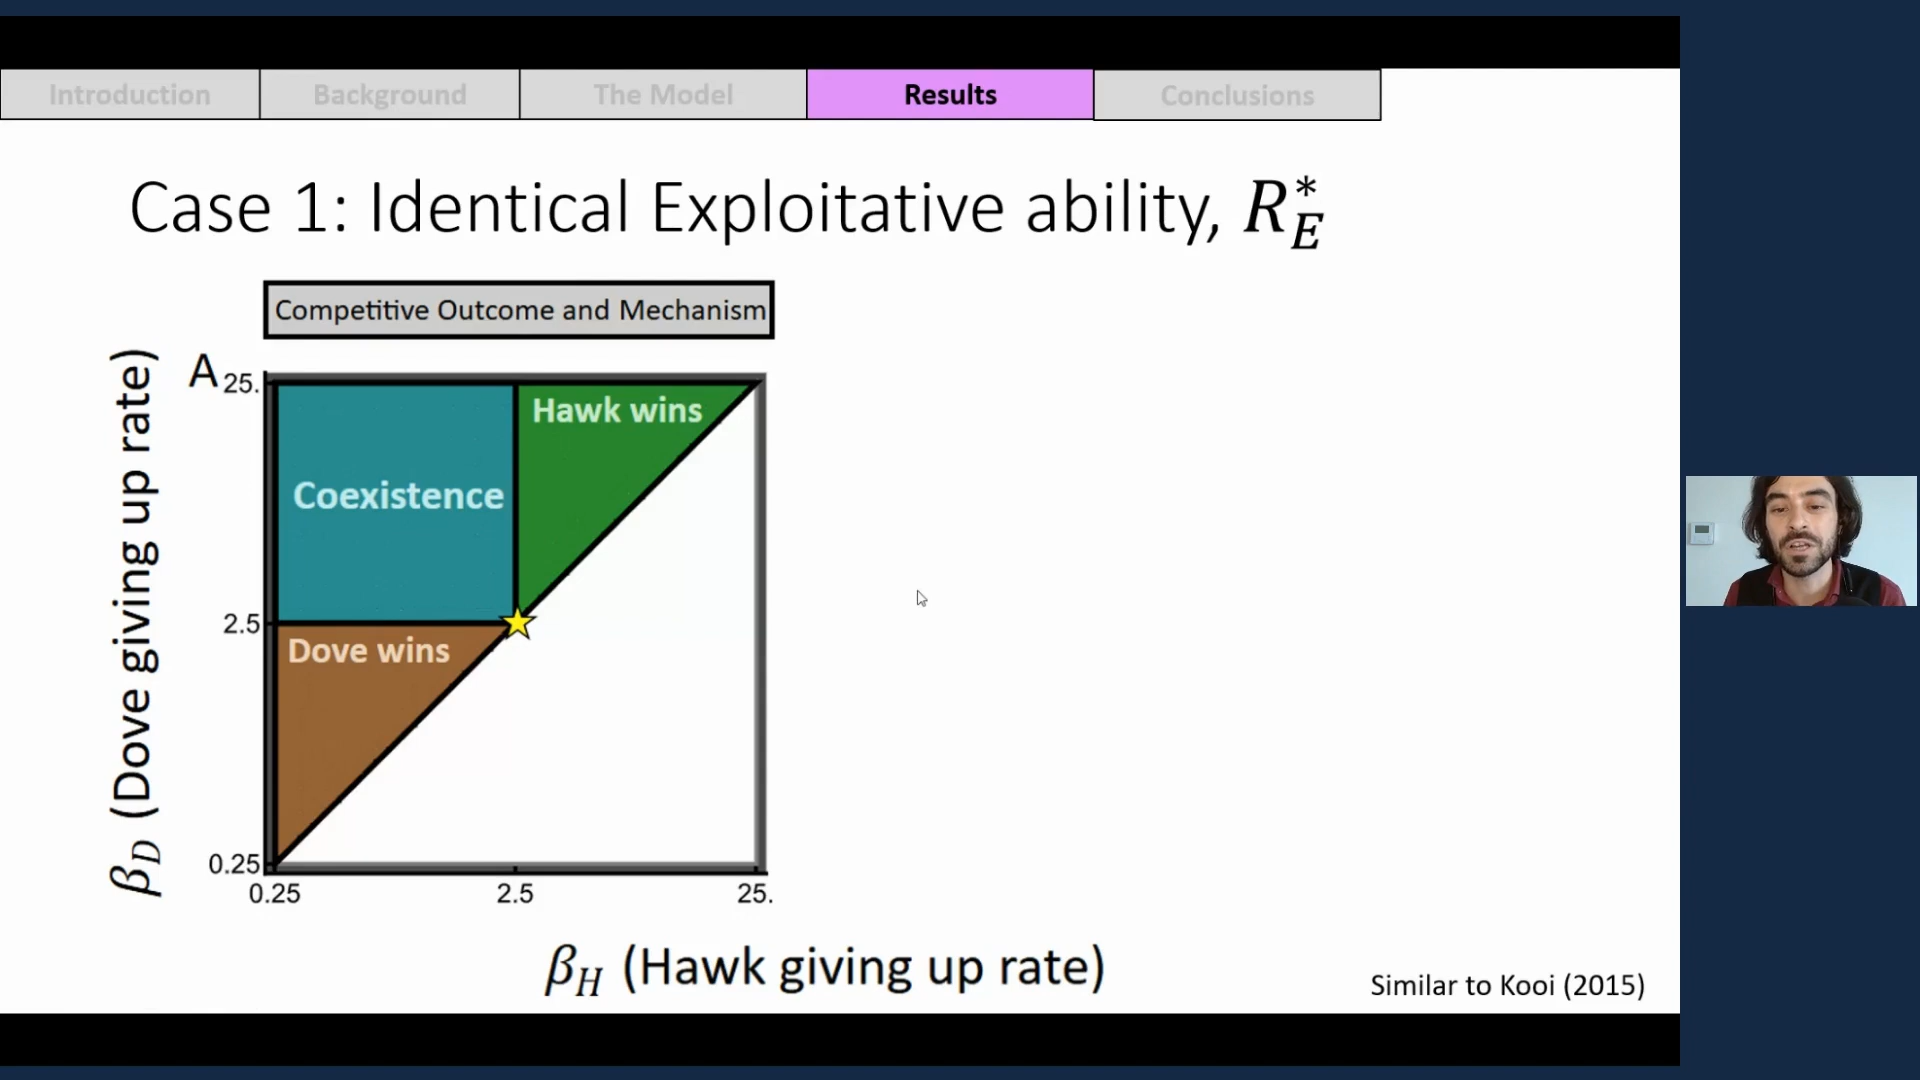 Introduction
Background
The Model
Results
Conclusions
Case 1: Identical Exploitative ability, R*E
Competitive Outcome and Mechanism
A
βD (Dove giving up rate)
25.
2.5
0.25
Hawk wins
Coexistence
Dove wins
0.25
2.5
25.
βH (Hawk giving up rate)
Similar to Kooi (2015)